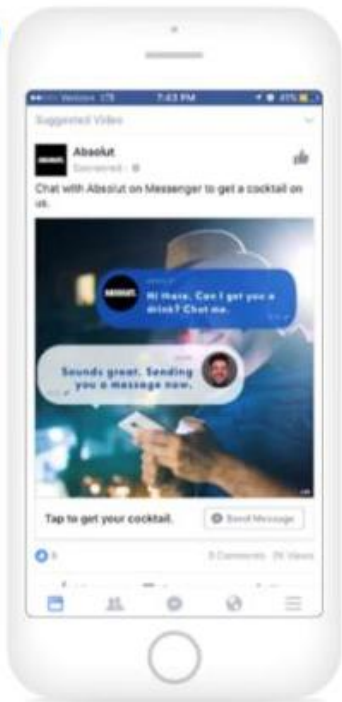 Verizon LTE 7:43 PM
Suggested Video
Absolut
Sponsored
Chat with Absolut on Messenger to get a cocktail on
us.
ABSOLUT.
Hi there. Can I get you a
drink? Chat me.
Sounds great. Sending
you a message now.
Tap to get your cocktail.
Send Message